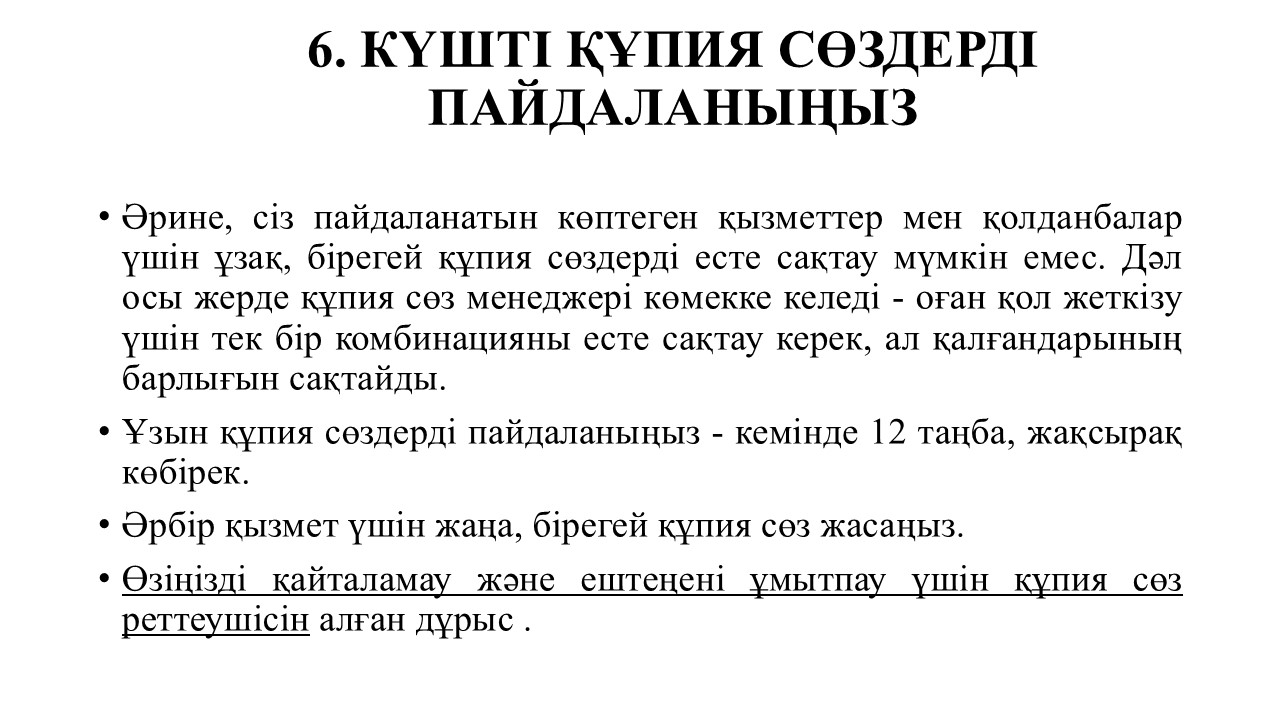 6. КҮШТІ ҚҰПИЯ СӨЗДЕРДІ
ПАЙДАЛАНЫҢЫЗ
• Әрине, сіз пайдаланатын көптеген қызметтер мен қолданбалар
үшін ұзақ, бірегей құпия сөздерді есте сақтау мүмкін емес. Дәл
осы жерде құпия сөз менеджері көмекке келеді - оған қол жеткізу
үшін тек бір комбинацияны есте сақтау керек, ал қалғандарының
барлығын сақтайды.
• Ұзын құпия сөздерді пайдаланыңыз - кемінде 12 таңба, жақсырақ
көбірек.
• Әрбір қызмет үшін жаңа, бірегей құпия сөз жасаңыз.
• Өзіңізді қайталамау және ештеңені ұмытпау үшін құпия сөз
реттеушісін алған дұрыс .